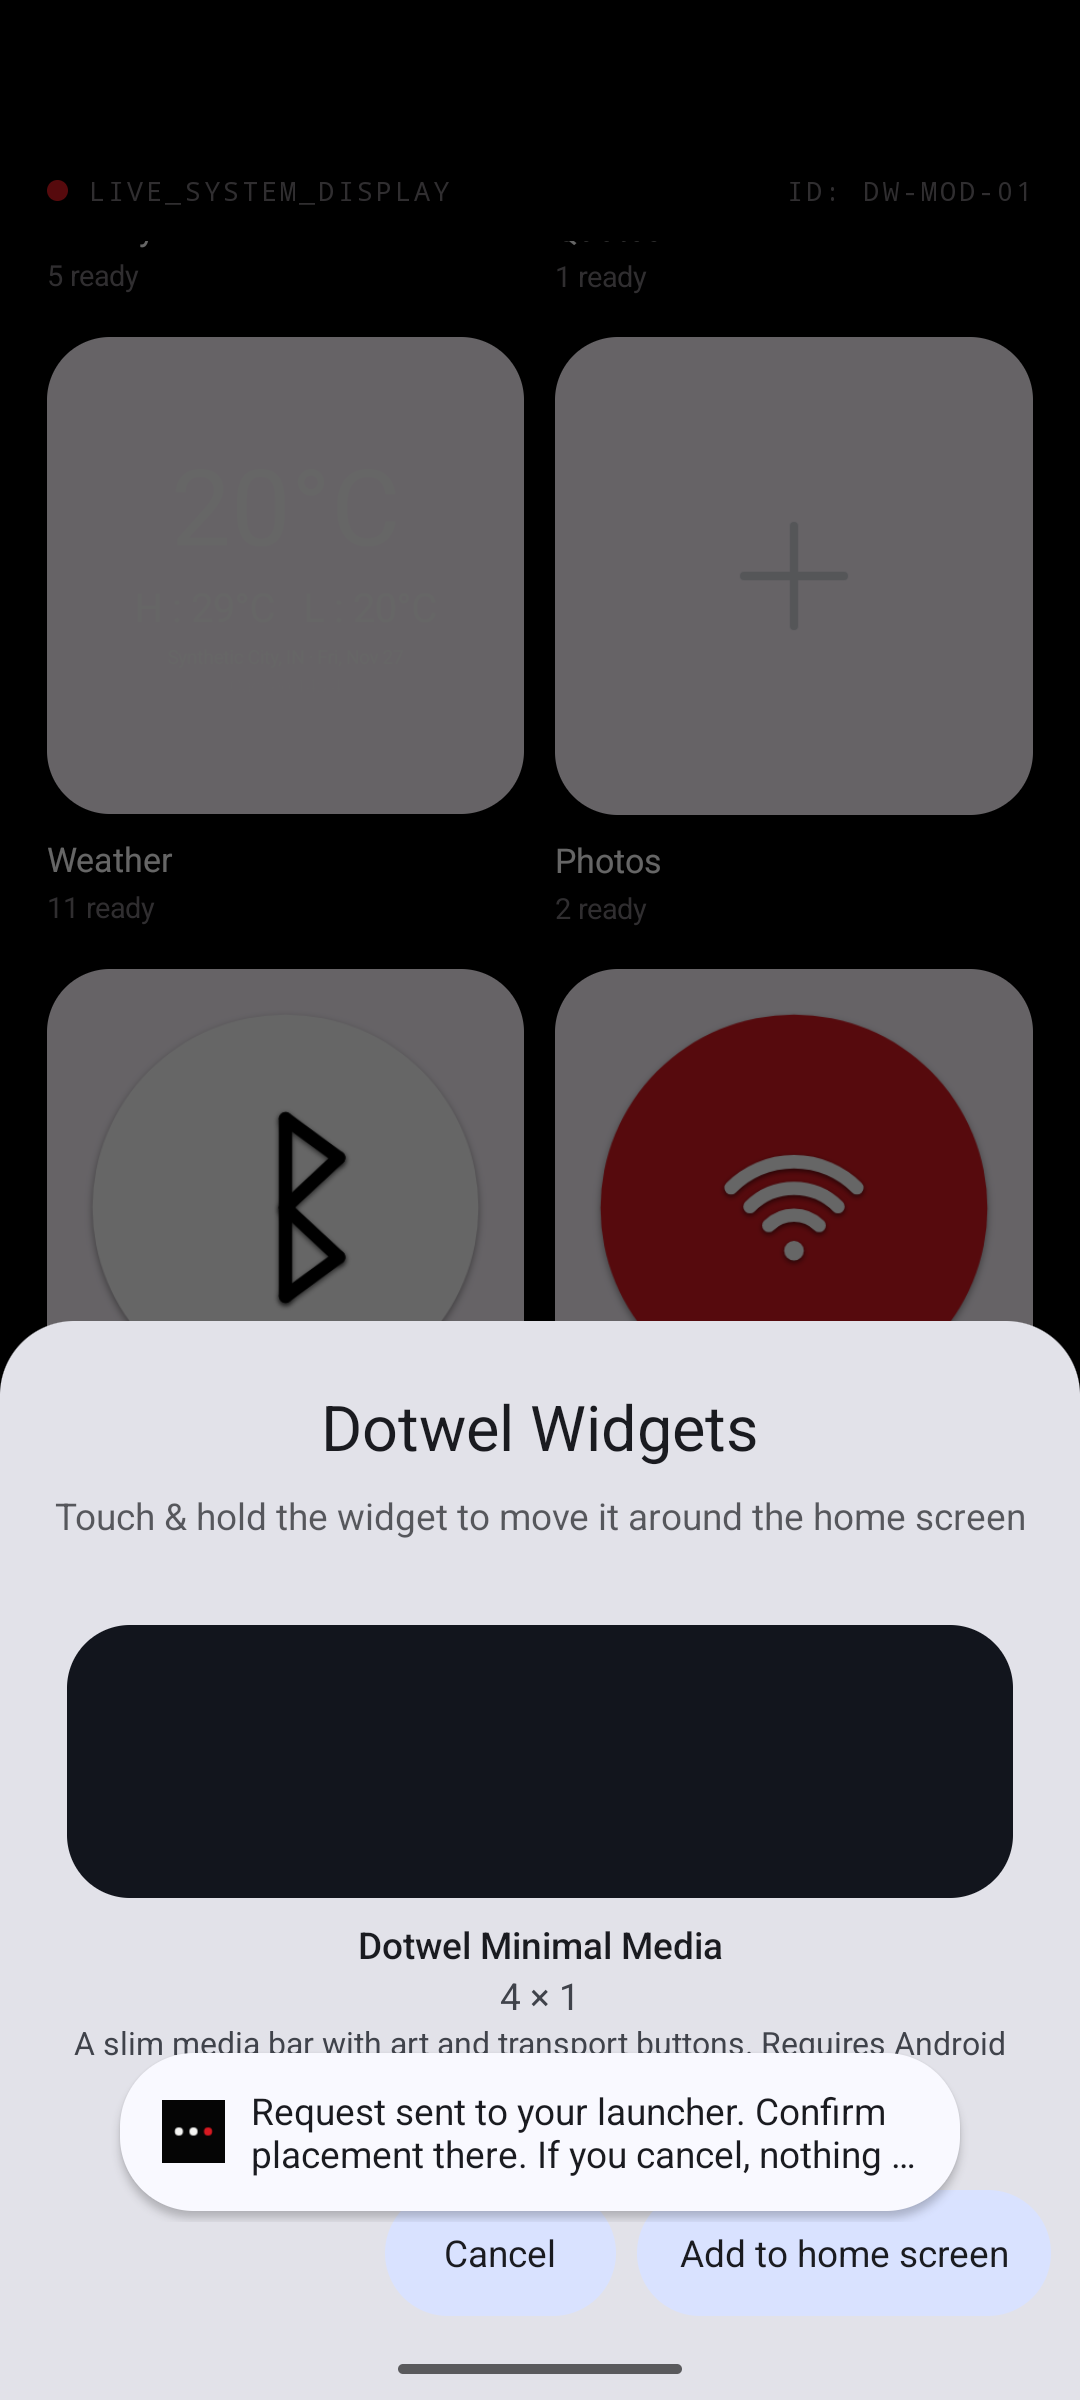 LIVE_SYSTEM_DISPLAY
ID: DW-MOD-01
5 ready
1 ready
20°C
H : 29°C L : 20°C
Weather
11 ready
Photos
2 ready
Dotwel Widgets
Touch & hold the widget to move it around the home screen
Dotwel Minimal Media
4 × 1
A slim media bar with art and transport buttons. Requires Android
Request sent to your launcher. Confirm
placement there. If you cancel, nothing ...
Cancel
Add to home screen